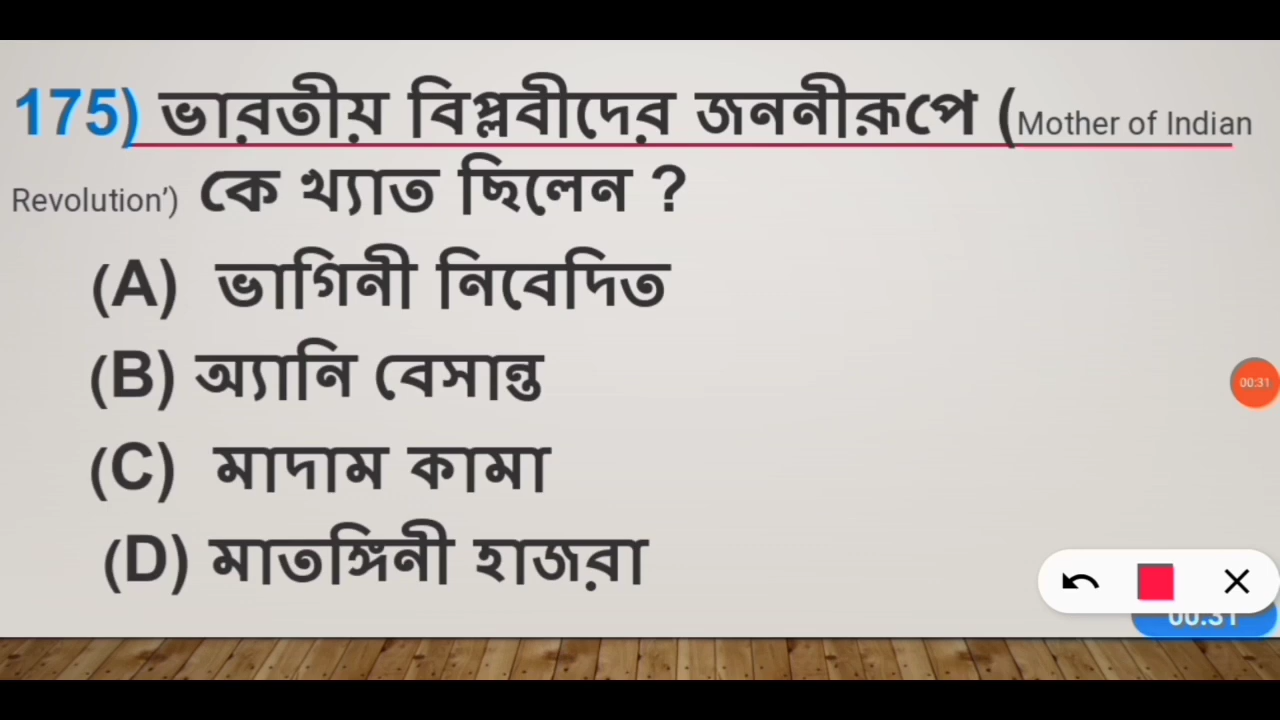 175) ভারতীয় বিপ্লবীদের জননীরূপে (Mother of Indian
Revolution’) কে খ্যাত ছিলেন ?
(A) ভাগিনী নিবেদিত
(B) অ্যানি বেসান্ত
(C) মাদাম কামা
(D) মাতঙ্গিনী হাজরা
00:31
00:31